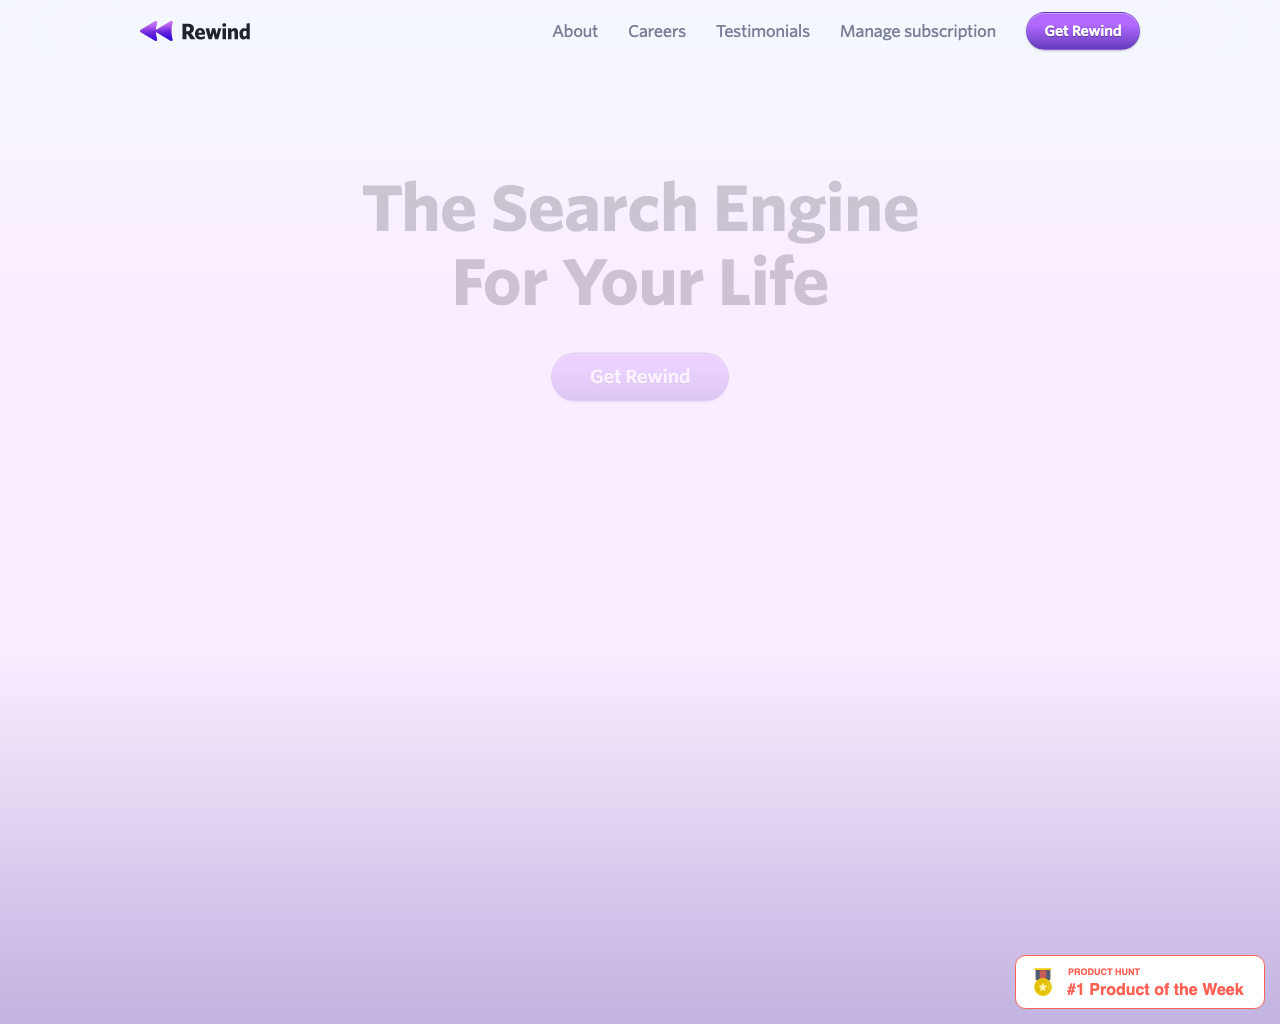 Rewind
About
Careers
Testimonials
Manage subscription
Get Rewind
The Search Engine
For Your Life
Get Rewind
PRODUCT HUNT
#1 Product of the Week